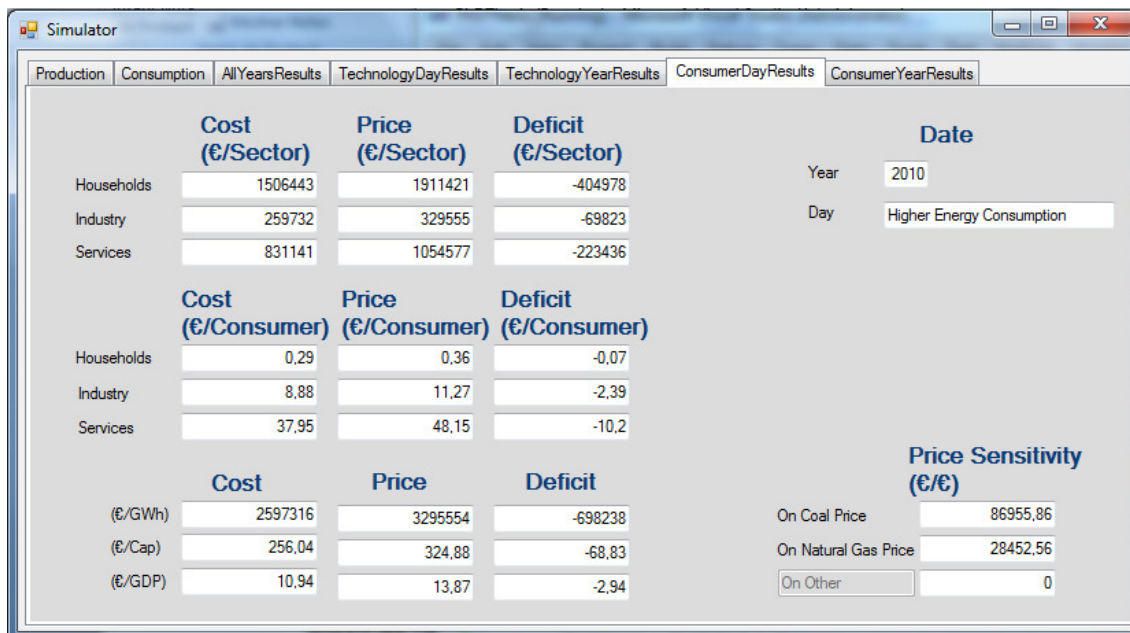 Simulator
Production Consumption AllYearsResults TechnologyDayResults TechnologyYearResults ConsumerDayResults ConsumerYearResults
Cost (€/Sector) Price (€/Sector) Deficit (€/Sector)
Households 1506443 1911421 -404978
Industry 259732 329555 -69823
Services 831141 1054577 -223436
Date
Year 2010
Day Higher Energy Consumption
Cost (€/Consumer) Price (€/Consumer) Deficit (€/Consumer)
Households 0,29 0,36 -0,07
Industry 8,88 11,27 -2,39
Services 37,95 48,15 -10,2
Cost Price Deficit
(€/GWh) 2597316 3295554 -698238
(€/Cap) 256,04 324,88 -68,83
(€/GDP) 10,94 13,87 -2,94
Price Sensitivity
(€/€)
On Coal Price 86955,86
On Natural Gas Price 28452,56
On Other 0